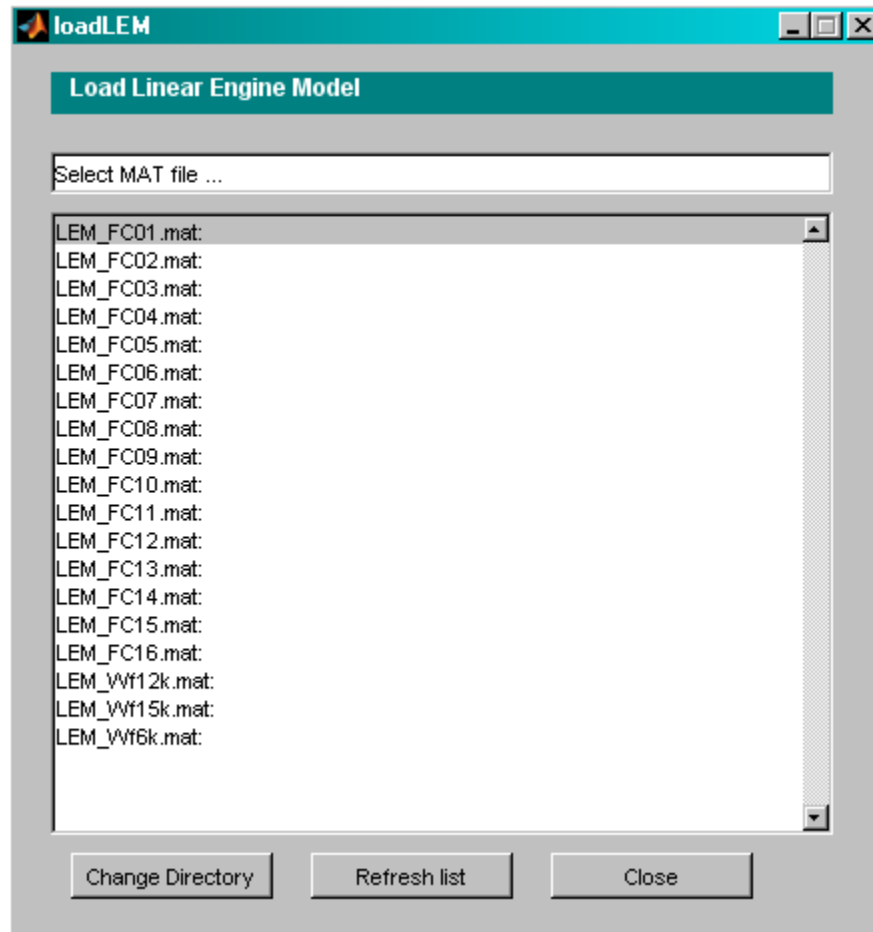 loadLEM
Load Linear Engine Model
Select MAT file ...
LEM_FC01.mat:
LEM_FC02.mat:
LEM_FC03.mat:
LEM_FC04.mat:
LEM_FC05.mat:
LEM_FC06.mat:
LEM_FC07.mat:
LEM_FC08.mat:
LEM_FC09.mat:
LEM_FC10.mat:
LEM_FC11.mat:
LEM_FC12.mat:
LEM_FC13.mat:
LEM_FC14.mat:
LEM_FC15.mat:
LEM_FC16.mat:
LEM_Wf12k.mat:
LEM_Wf15k.mat:
LEM_Wf6k.mat:
Change Directory Refresh list Close